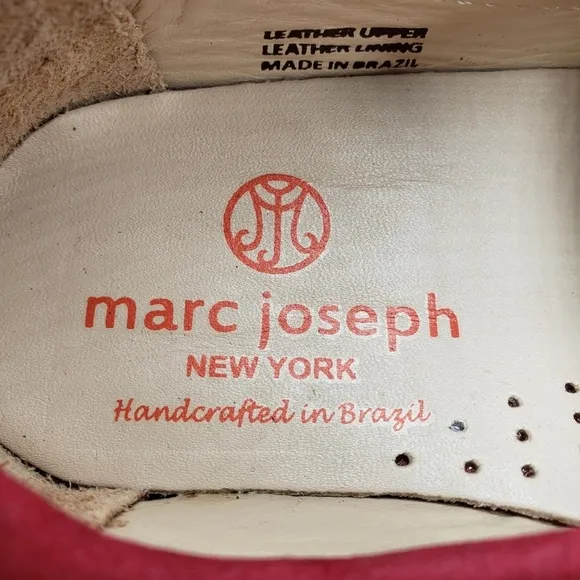 LEATHER UPPER
LEATHER LINING
MADE IN BRAZIL
marc joseph
NEW YORK
Handcrafted in Brazil